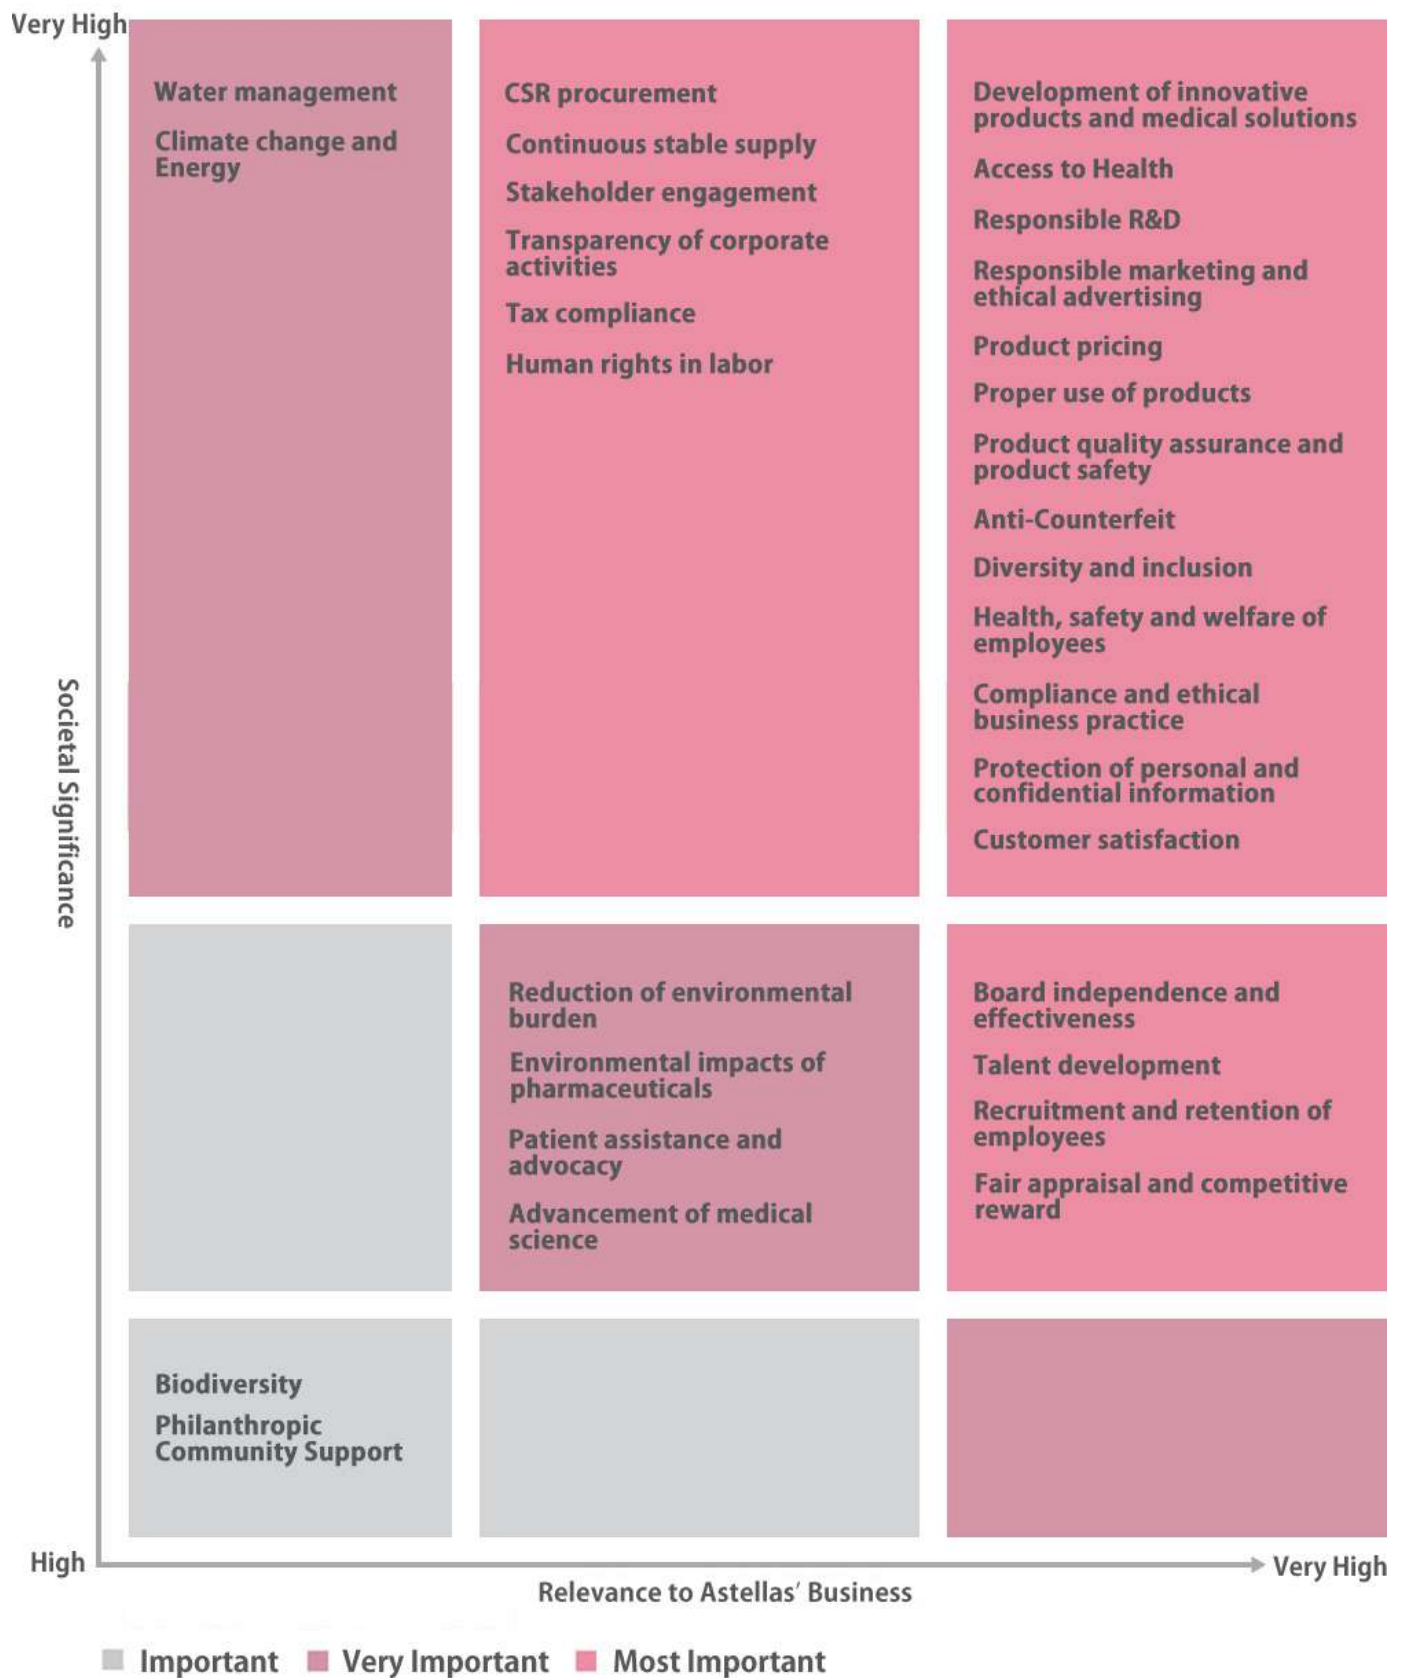 Very High
Water management
Climate change and
Energy
CSR procurement
Continuous stable supply
Stakeholder engagement
Transparency of corporate
activities
Tax compliance
Human rights in labor
Development of innovative
products and medical solutions
Access to Health
Responsible R&D
Responsible marketing and
ethical advertising
Product pricing
Proper use of products
Product quality assurance and
product safety
Anti-Counterfeit
Diversity and inclusion
Health, safety and welfare of
employees
Compliance and ethical
business practice
Protection of personal and
confidential information
Customer satisfaction
Societal Significance
Reduction of environmental
burden
Environmental impacts of
pharmaceuticals
Patient assistance and
advocacy
Advancement of medical
science
Board independence and
effectiveness
Talent development
Recruitment and retention of
employees
Fair appraisal and competitive
reward
Biodiversity
Philanthropic
Community Support
High
Very High
Relevance to Astellas' Business
Important
Very Important
Most Important